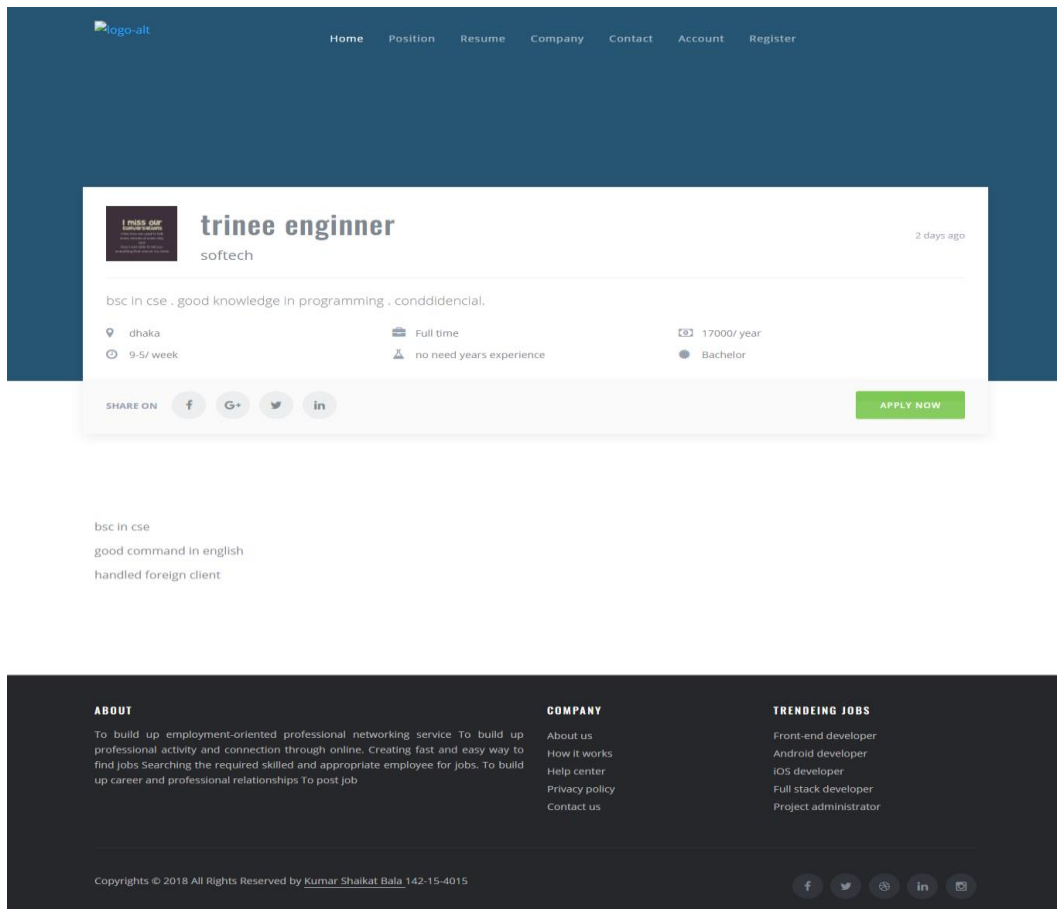 logo-alt
Home Position Resume Company Contact Account Register
I miss our
conversations
trinee enginner
softech
2 days ago
bsc in cse . good knowledge in programming . conddidencial.
dhaka Full time 17000/ year
9-5/ week no need years experience Bachelor
SHARE ON f G+ in APPLY NOW
bsc in cse
good command in english
handled foreign client
ABOUT
To build up employment-oriented professional networking service To build up
professional activity and connection through online. Creating fast and easy way to
find jobs Searching the required skilled and appropriate employee for jobs. To build
up career and professional relationships To post job
COMPANY
About us
How it works
Help center
Privacy policy
Contact us
TRENDEING JOBS
Front-end developer
Android developer
iOS developer
Full stack developer
Project administrator
Copyrights © 2018 All Rights Reserved by Kumar Shaikat Bala 142-15-4015
f in